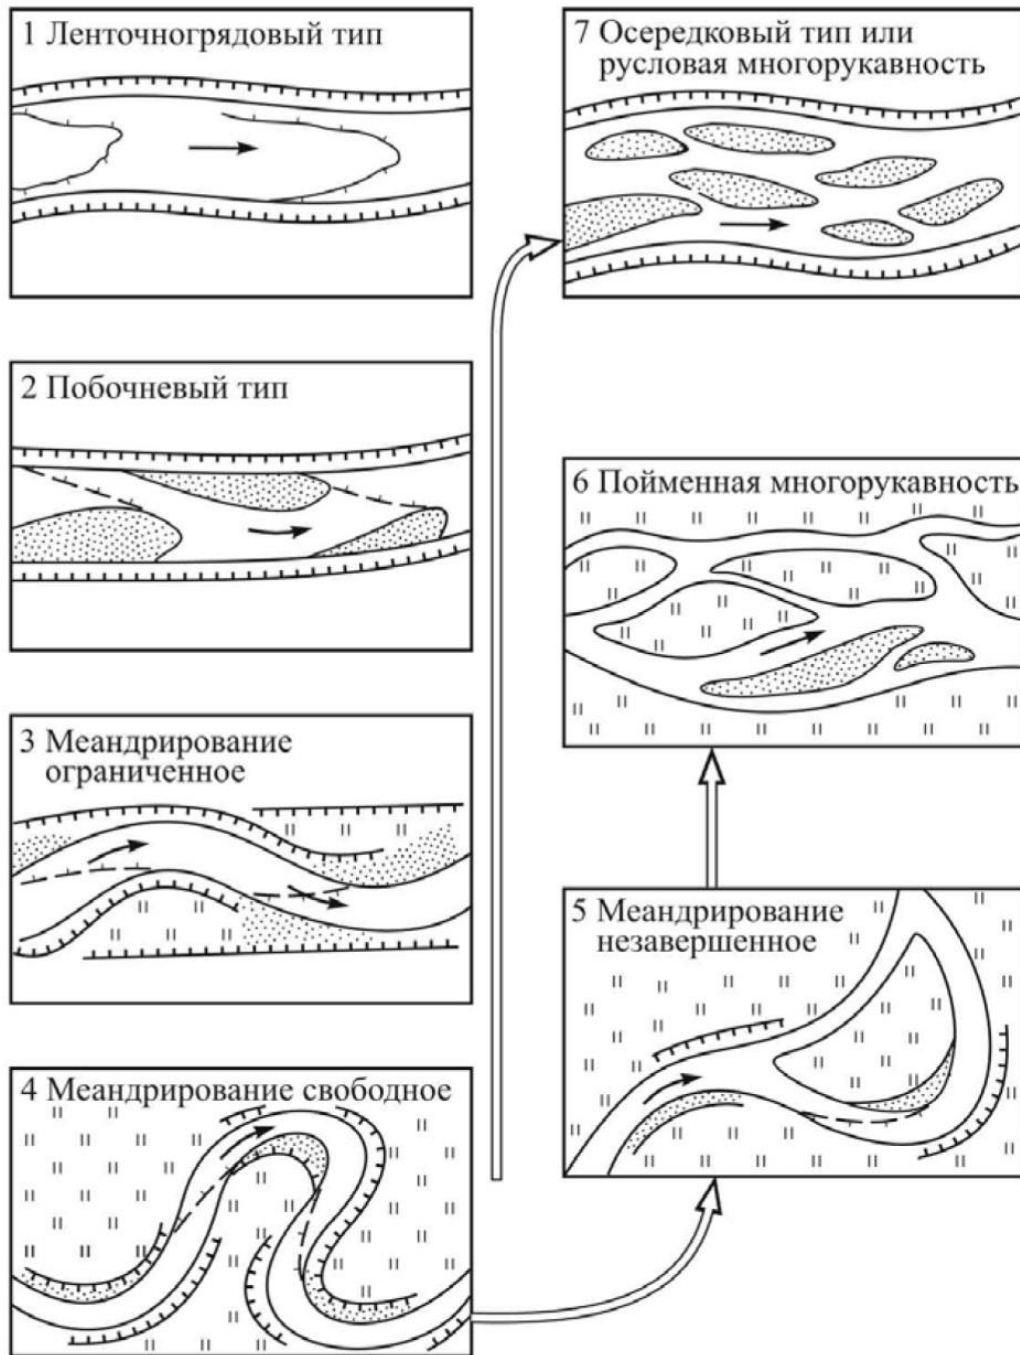 1 Ленточногрядовый тип
2 Побочневый тип
3 Меандрирование
ограниченное
4 Меандрирование свободное
5 Меандрирование
незавершенное
6 Пойменная многорукавность
7 Осередковый тип или
русловая многорукавность